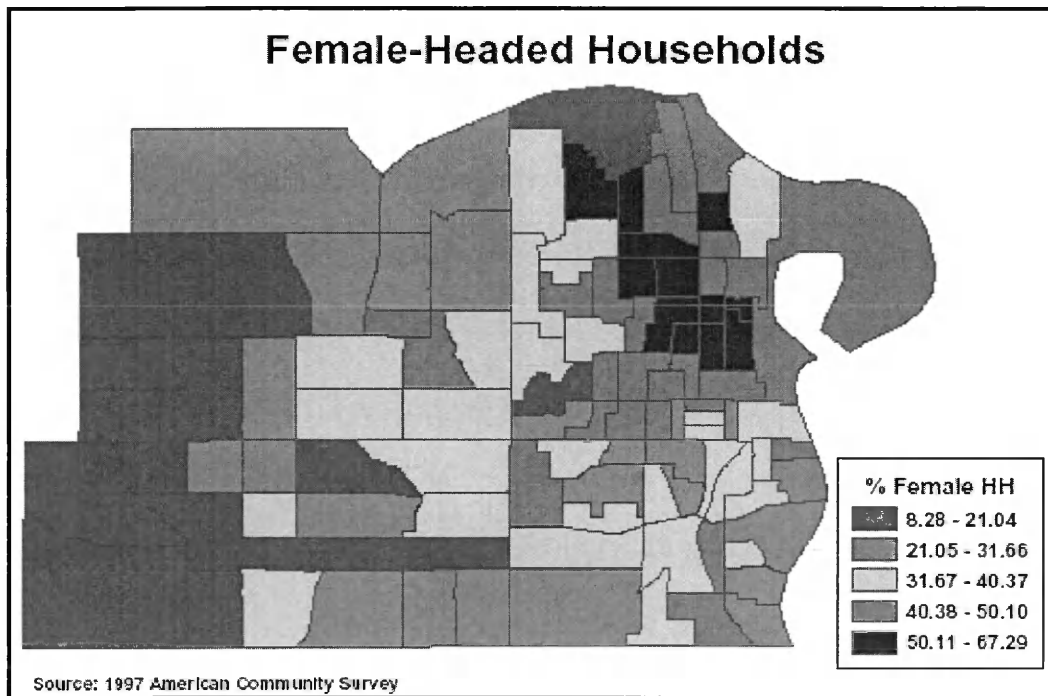 Female-Headed Households
% Female HH
8.28 - 21.04
21.05 - 31.66
31.67 - 40.37
40.38 - 50.10
50.11 - 67.29
Source: 1997 American Community Survey